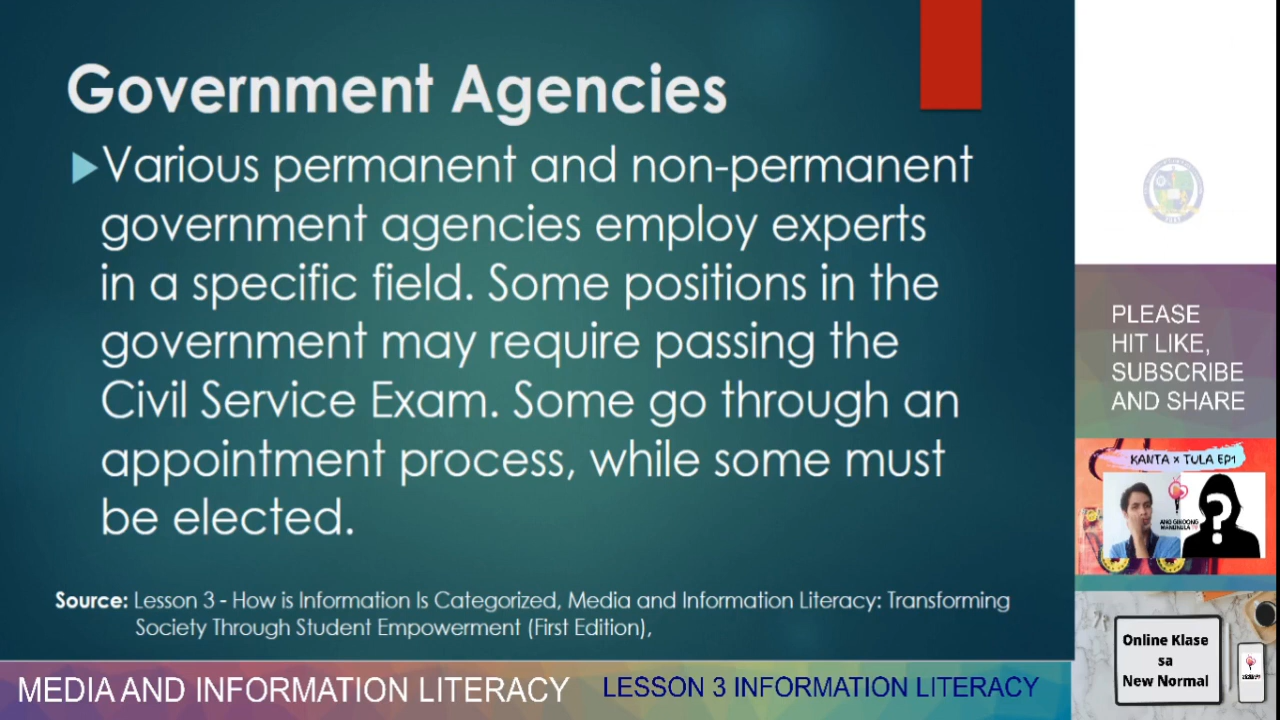 Government Agencies
Various permanent and non-permanent
government agencies employ experts
in a specific field. Some positions in the
government may require passing the
Civil Service Exam. Some go through an
appointment process, while some must
be elected.
Source: Lesson 3 - How is Information Is Categorized, Media and Information Literacy: Transforming
Society Through Student Empowerment (First Edition),
MEDIA AND INFORMATION LITERACY
LESSON 3 INFORMATION LITERACY
PLEASE
HIT LIKE,
SUBSCRIBE
AND SHARE
KANTA x TULA EP1
ANG GINOONG
Online Klase
sa
New Normal